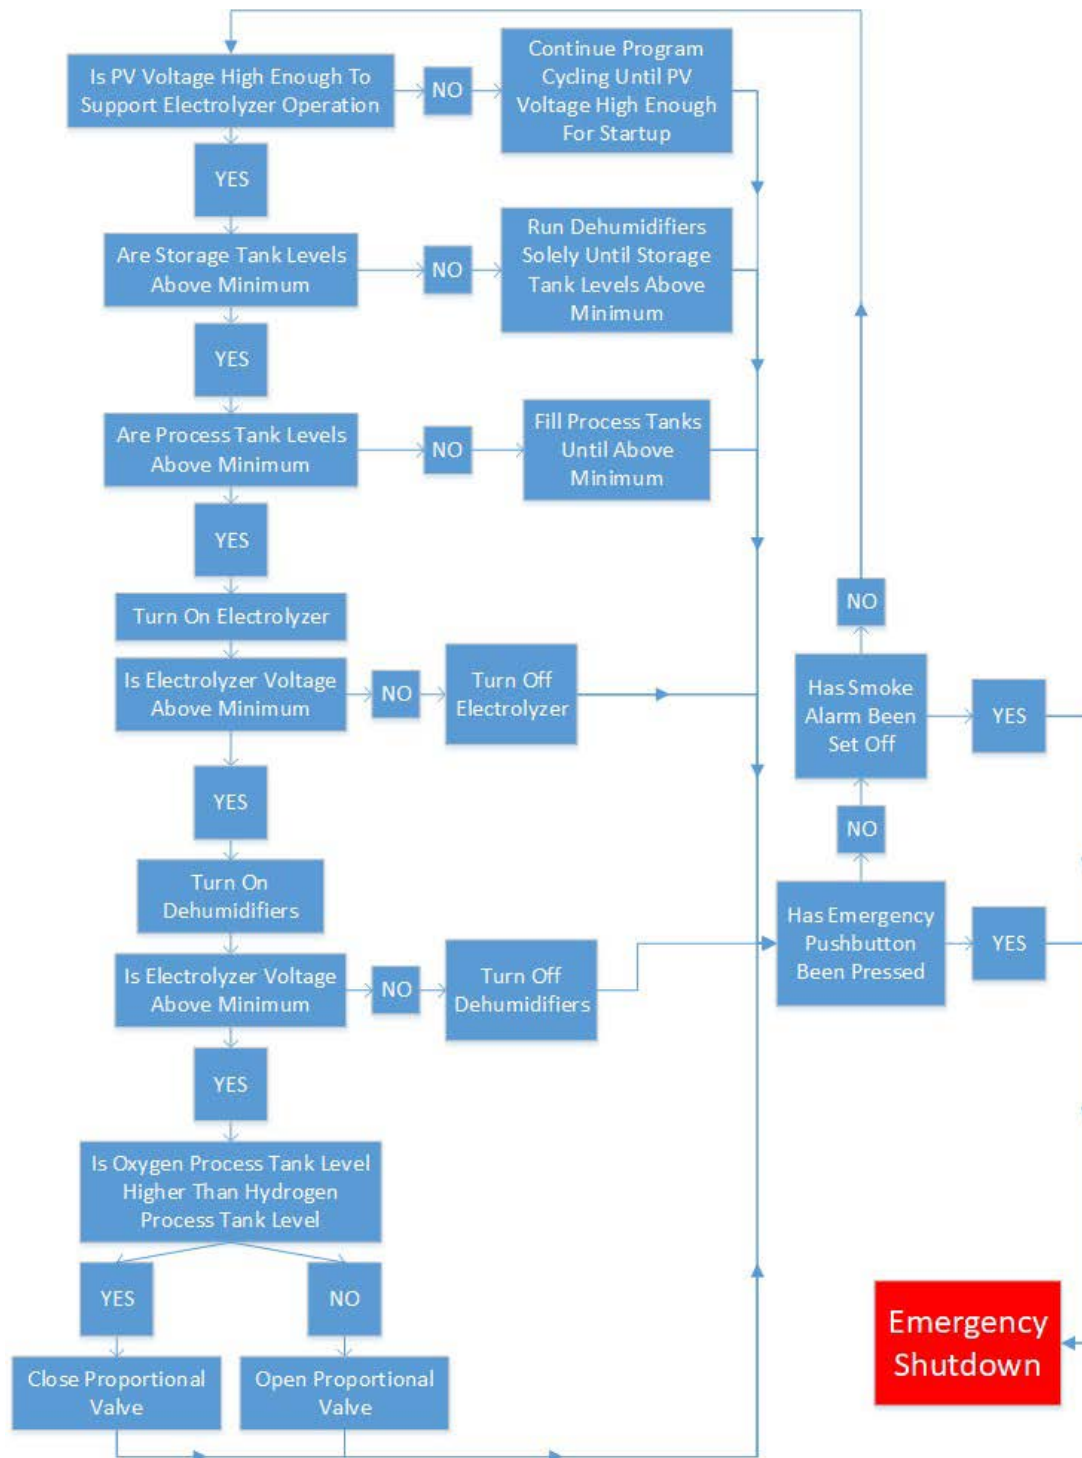 Is PV Voltage High Enough To
Support Electrolyzer Operation
NO
Continue Program
Cycling Until PV
Voltage High Enough
For Startup
YES
Are Storage Tank Levels
Above Minimum
NO
Run Dehumidifiers
Solely Until Storage
Tank Levels Above
Minimum
YES
Are Process Tank Levels
Above Minimum
NO
Fill Process Tanks
Until Above
Minimum
YES
Turn On Electrolyzer
Is Electrolyzer Voltage
Above Minimum
NO
Turn Off
Electrolyzer
YES
Turn On
Dehumidifiers
Is Electrolyzer Voltage
Above Minimum
NO
Turn Off
Dehumidifiers
YES
Is Oxygen Process Tank Level
Higher Than Hydrogen
Process Tank Level
YES
NO
Close Proportional
Valve
Open Proportional
Valve
NO
Has Smoke
Alarm Been
Set Off
YES
NO
Has Emergency
Pushbutton
Been Pressed
YES
Emergency
Shutdown